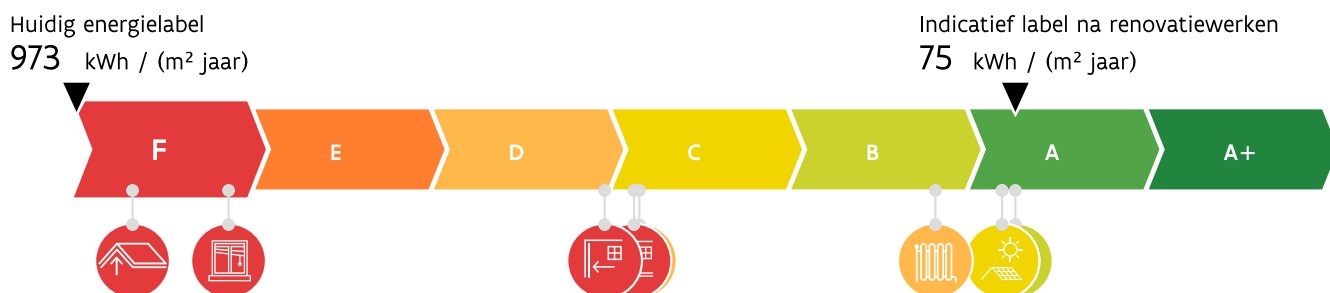 Huidig energielabel
973 kWh / (m² jaar)
Indicatief label na renovatiewerken
75 kWh / (m² jaar)
F E D C B A A+